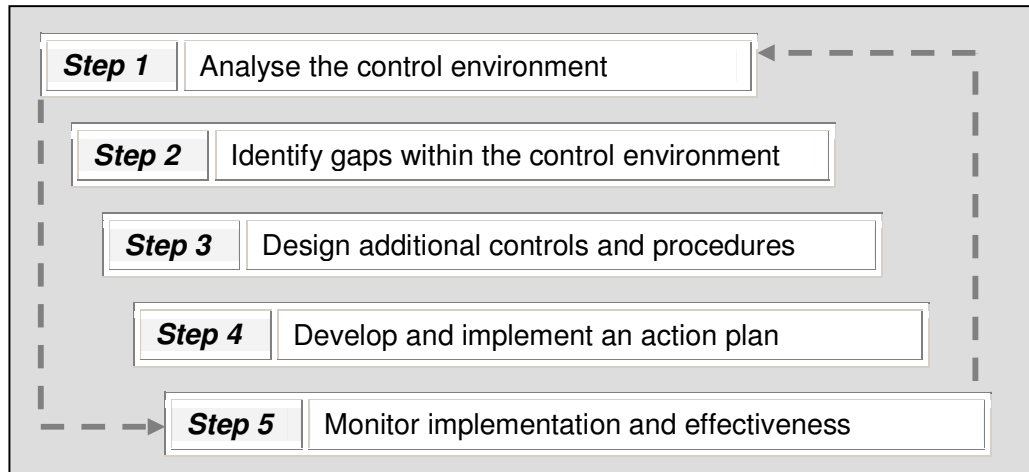 Step 1 Analyse the control environment
Step 2 Identify gaps within the control environment
Step 3 Design additional controls and procedures
Step 4 Develop and implement an action plan
Step 5 Monitor implementation and effectiveness